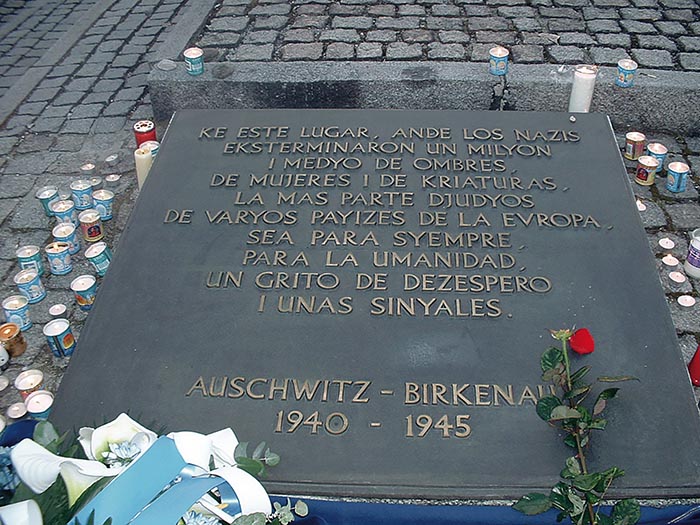 KE ESTE LUGAR, ANDE LOS NAZIS
EKSTERMINARON UN MILYON
I MEDYO DE OMBRES,
DE MUJERES I DE KRIATURAS,
LA MAS PARTE DJUDYOS
DE VARYOS PAYIZES DE LA EVROPA,
SEA PARA SYEMPRE,
PARA LA UMANIDAD,
UN GRITO DE DEZESPERO
I UNAS SINYALES.
AUSCHWITZ – BIRKENAU
1940 – 1945